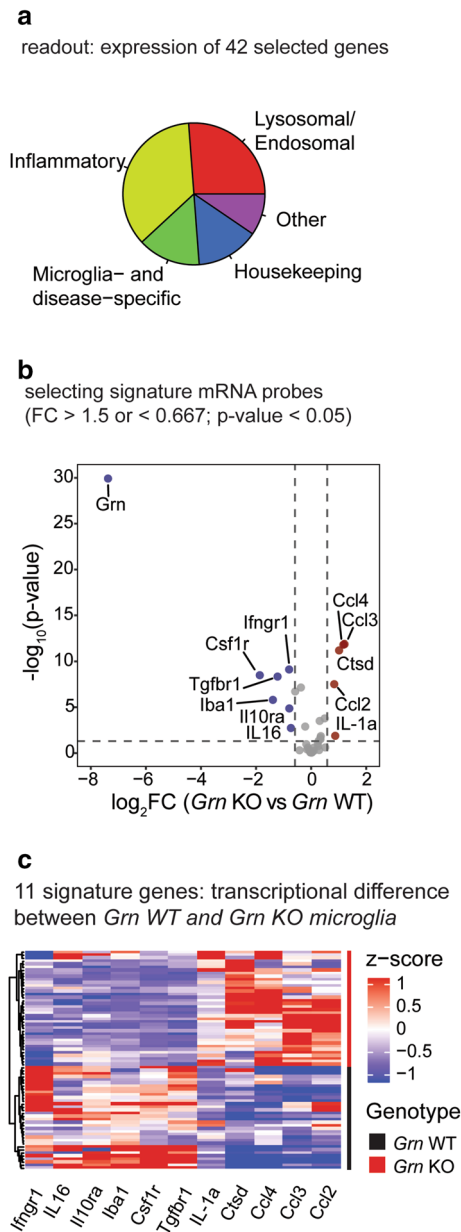 a
readout: expression of 42 selected genes
Lysosomal/
Endosomal
Inflammatory
Other
Housekeeping
Microglia− and
disease−specific
b
selecting signature mRNA probes
(FC > 1.5 or < 0.667; p-value < 0.05)
30
25
20
15
10
5
0
-log10(p-value)
Grn
Ccl4
Ccl3
Ifngr1
Csf1r
Ctsd
Tgfbr1
Iba1
Ccl2
Il10ra
IL-1a
IL16
−8
−6
−4
−2
0
2
log2FC (Grn KO vs Grn WT)
c
11 signature genes: transcriptional difference
between Grn WT and Grn KO microglia
z−score
1
0.5
0
−0.5
−1
Genotype
Grn WT
Grn KO
Ifngr1
IL16
Il10ra
Iba1
Csf1r
Tgfbr1
IL-1a
Ctsd
Ccl4
Ccl3
Ccl2